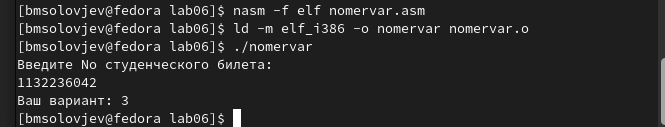 [bmsolovjev@fedora lab06]$ nasm -f elf nomervar.asm
[bmsolovjev@fedora lab06]$ ld -m elf_i386 -o nomervar nomervar.o
[bmsolovjev@fedora lab06]$ ./nomervar
Введите No студенческого билета:
1132236042
Ваш вариант: 3
[bmsolovjev@fedora lab06]$